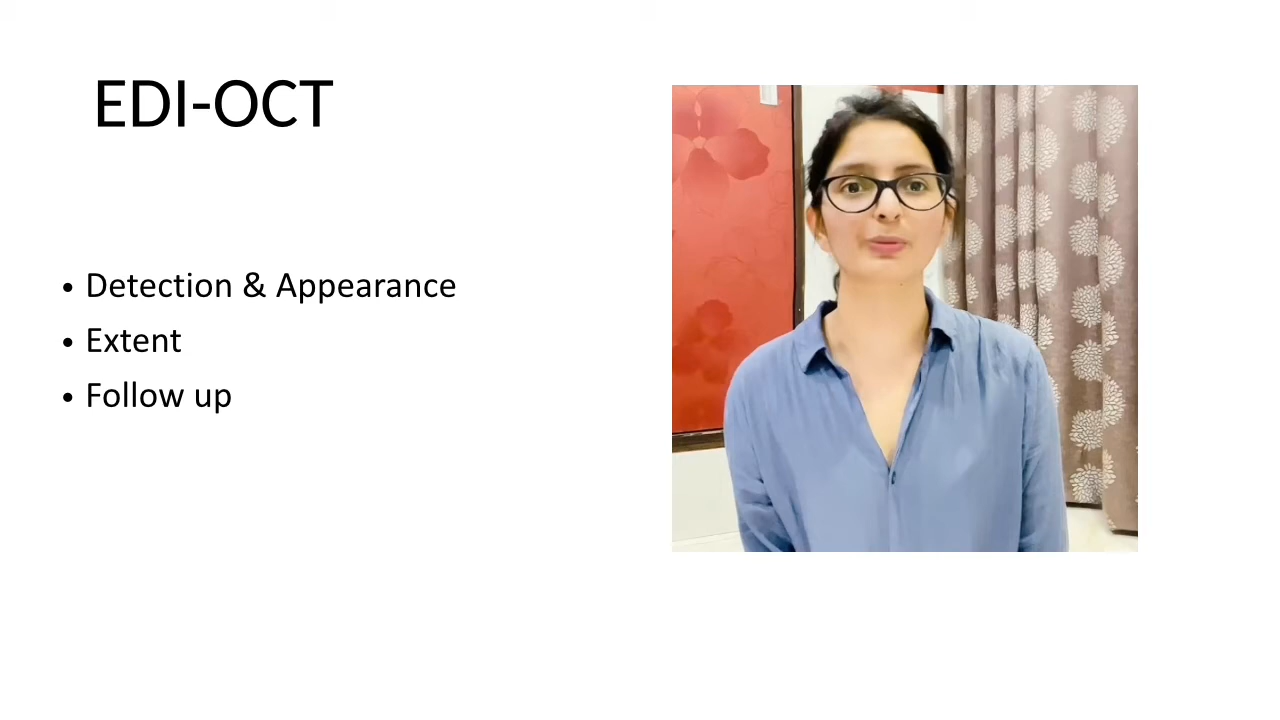 EDI-OCT
• Detection & Appearance
• Extent
• Follow up